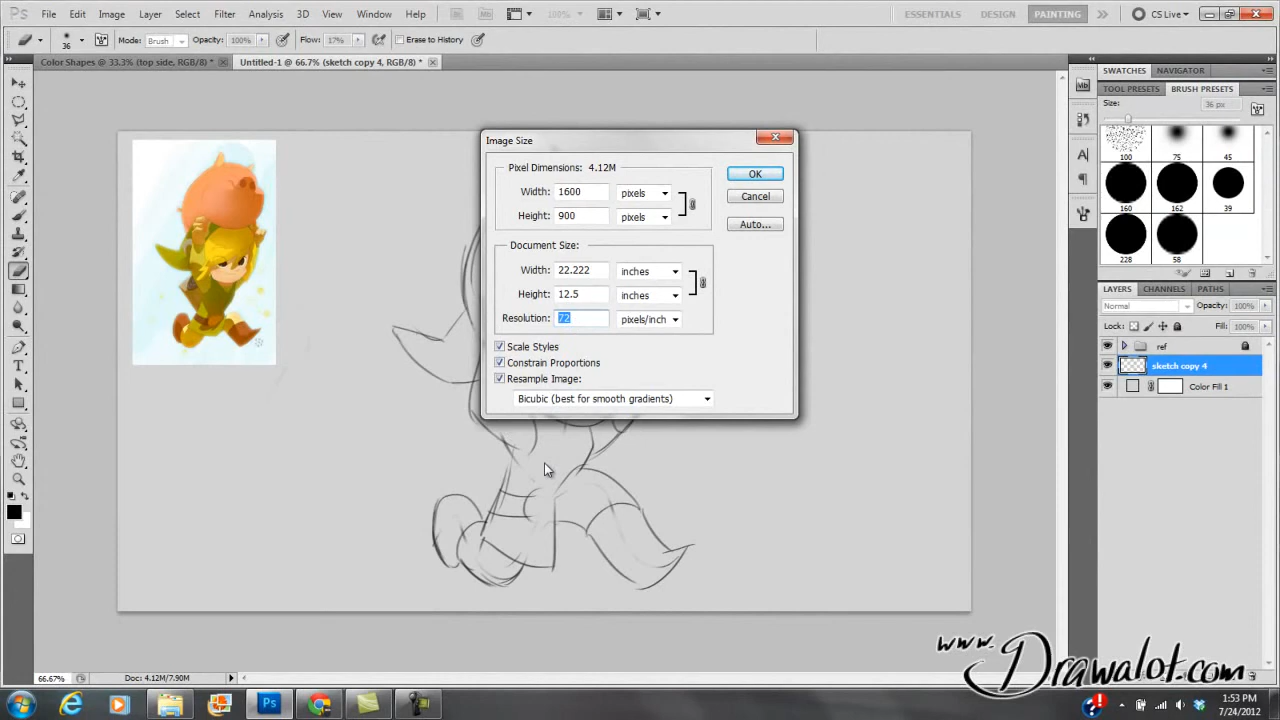 File Edit Image Layer Select Filter Analysis 3D View Window Help
100%
ESSENTIALS DESIGN PAINTING
CS Live
36
Mode: Brush Opacity: 100% Flow: 17% Erase to History
Color Shapes @ 33.3% (top side, RGB/8) *
Untitled-1 @ 66.7% (sketch copy 4, RGB/8) *
SWATCHES NAVIGATOR
TOOL PRESETS BRUSH PRESETS
Size: 36 px
100 75 45
160 162 39
228 58
LAYERS CHANNELS PATHS
Normal Opacity: 100%
Lock: Fill: 100%
ref
sketch copy 4
Color Fill 1
Image Size
Pixel Dimensions: 4.12M
Width: 1600 pixels
Height: 900 pixels
Document Size:
Width: 22.222 inches
Height: 12.5 inches
Resolution: 72 pixels/inch
Scale Styles
Constrain Proportions
Resample Image:
Bicubic (best for smooth gradients)
OK
Cancel
Auto...
66.67% Doc: 4.12M/7.90M
www.
Drawalot.com
Ps
1:53 PM
7/24/2012